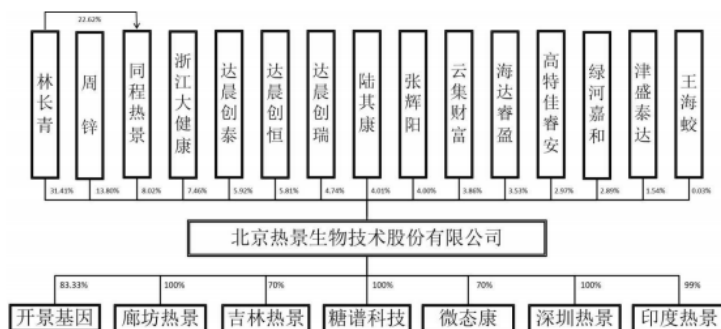 22.62%
林长青
周锌
同程热景
浙江大健康
达晨创泰
达晨创恒
达晨创瑞
陆其康
张辉阳
云集财富
海达睿盈
高特佳睿安
绿河嘉和
津盛泰达
王海蛟
31.41% 13.80% 8.02% 7.46% 5.92% 5.81% 4.74% 4.01% 4.00% 3.86% 3.53% 2.97% 2.89% 1.54% 0.03%
北京热景生物技术股份有限公司
83.33% 100% 70% 100% 70% 100% 99%
开景基因 廊坊热景 吉林热景 糖谱科技 微态康 深圳热景 印度热景